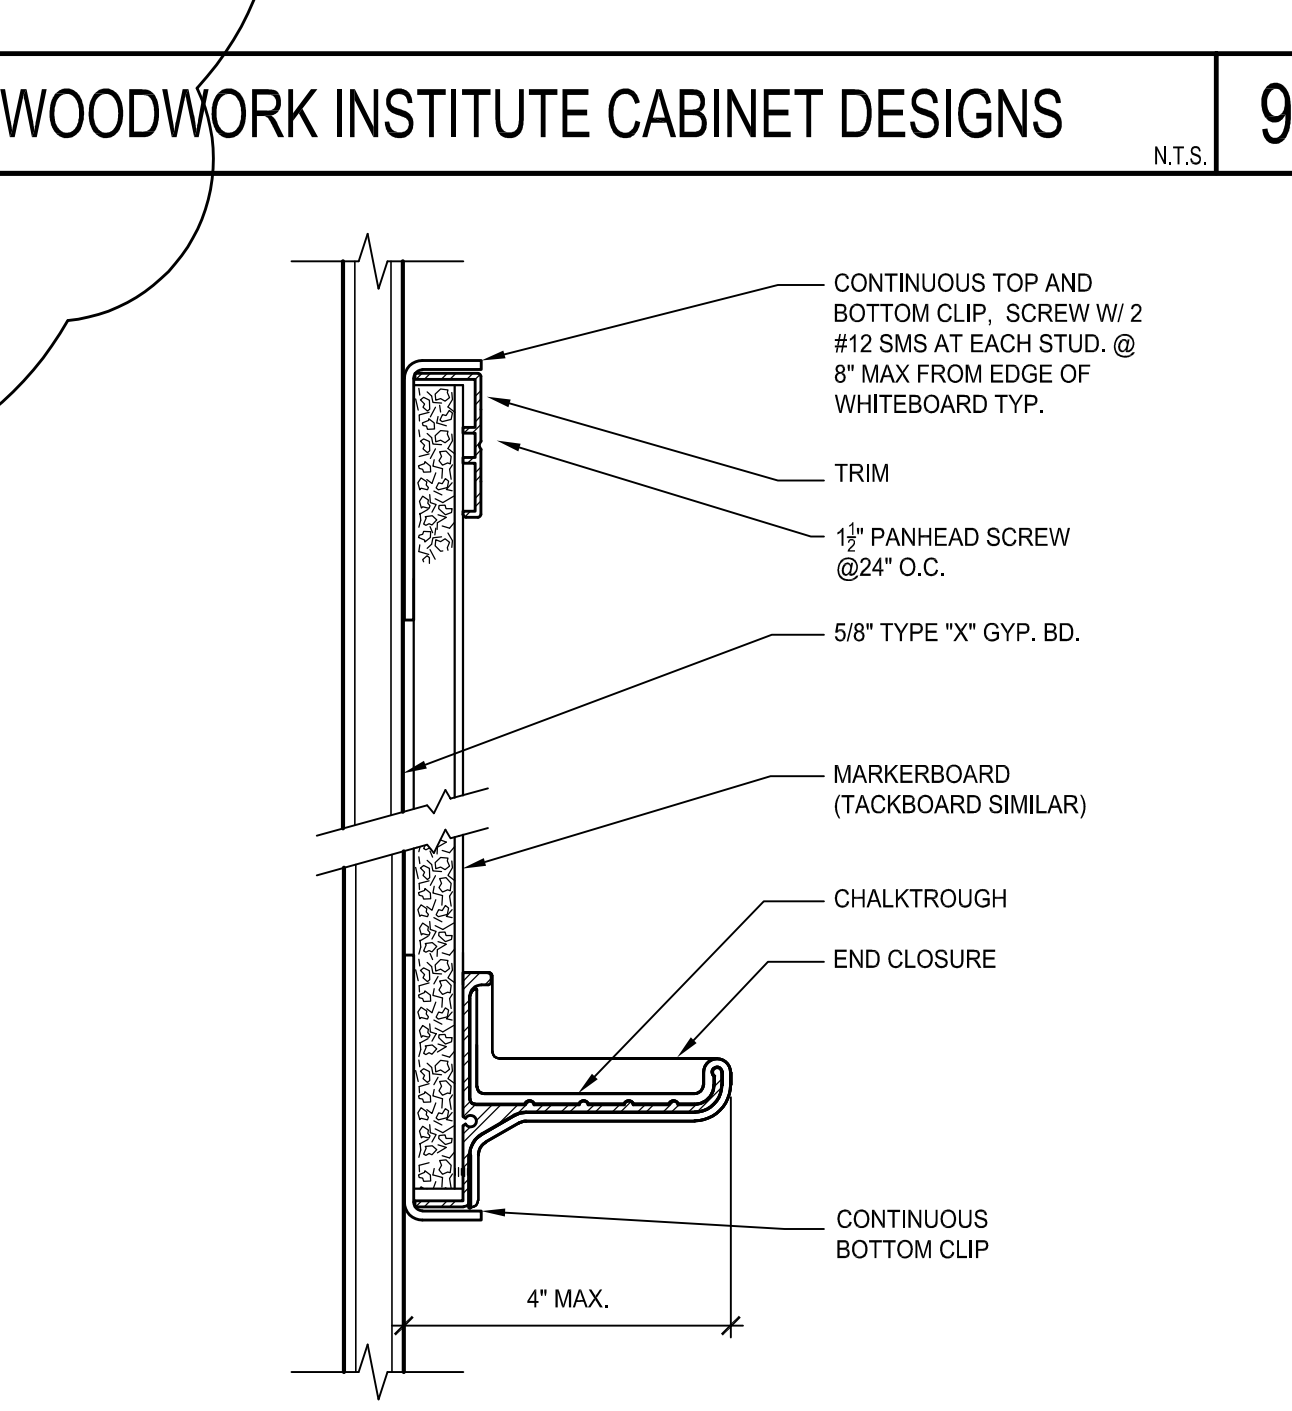 WOODWORK INSTITUTE CABINET DESIGNS
N.T.S.
9
CONTINUOUS TOP AND
BOTTOM CLIP, SCREW W/ 2
#12 SMS AT EACH STUD. @
8" MAX FROM EDGE OF
WHITEBOARD TYP.
TRIM
1½" PANHEAD SCREW
@24" O.C.
5/8" TYPE "X" GYP. BD.
MARKERBOARD
(TACKBOARD SIMILAR)
CHALKTROUGH
END CLOSURE
CONTINUOUS
BOTTOM CLIP
4" MAX.